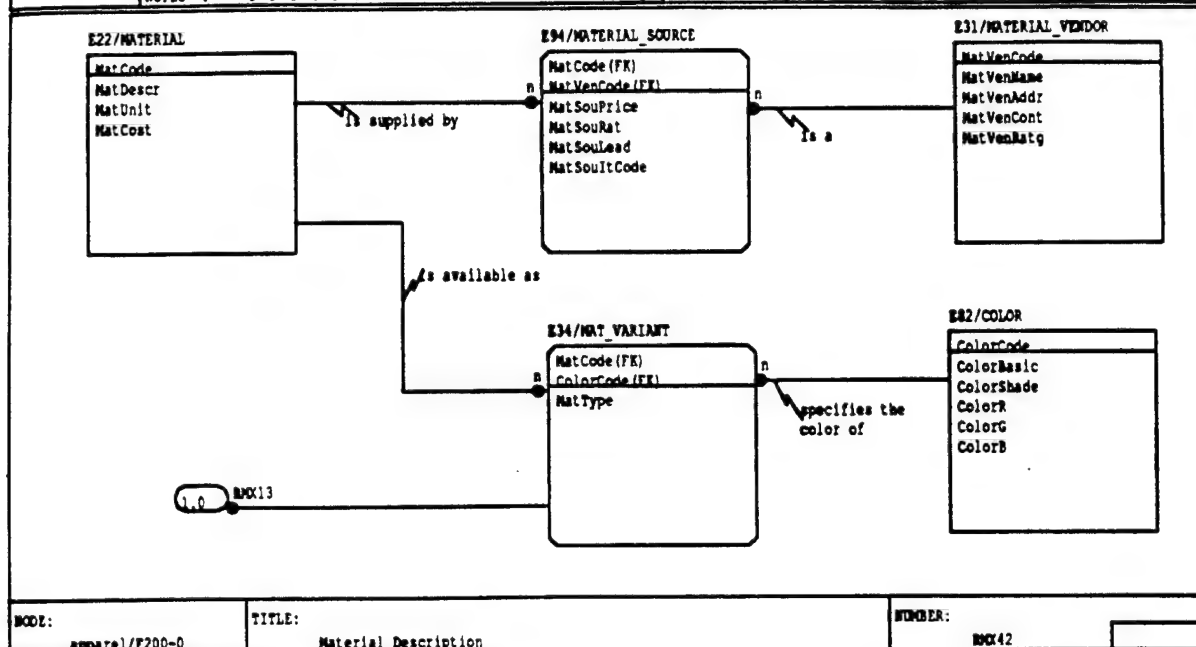 E22/MATERIAL
MatCode
MatDescr
MatUnit
MatCost
is supplied by
n
E94/MATERIAL_SOURCE
MatCode(FK)
MatVenCode(FK)
MatSouPrice
MatSouRat
MatSouLead
MatSouItCode
n
is a
E31/MATERIAL_VENDOR
MatVenCode
MatVenName
MatVenAddr
MatVenCont
MatVenRatg
is available as
n
E34/MAT_VARIANT
MatCode(FK)
ColorCode(FK)
MatType
n
specifies the
color of
E82/COLOR
ColorCode
ColorBasic
ColorShade
ColorR
ColorG
ColorB
1.0
RMX13
NODE:
apparel/F200-0
TITLE:
Material Description
NUMBER:
RMX42